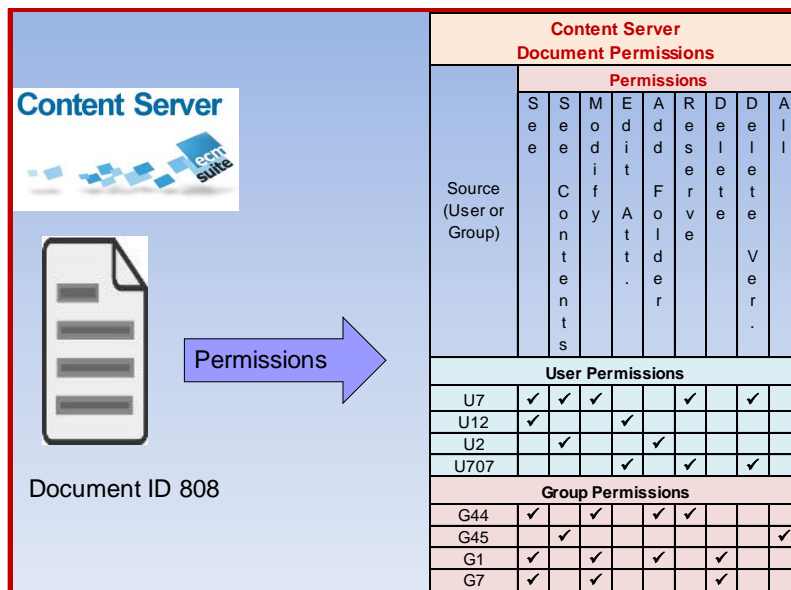 Content Server
Document Permissions
Permissions
Source
(User or
Group)
See
See Contents
Modify
Edit Att.
Add Folder
Reserve
Delete
Delete Ver.
All
Content Server
ecm
suite
Permissions
Document ID 808
User Permissions
U7 ✓ ✓ ✓ ✓ ✓
U12 ✓ ✓
U2 ✓ ✓
U707 ✓ ✓ ✓
Group Permissions
G44 ✓ ✓ ✓ ✓
G45 ✓ ✓
G1 ✓ ✓ ✓ ✓
G7 ✓ ✓ ✓